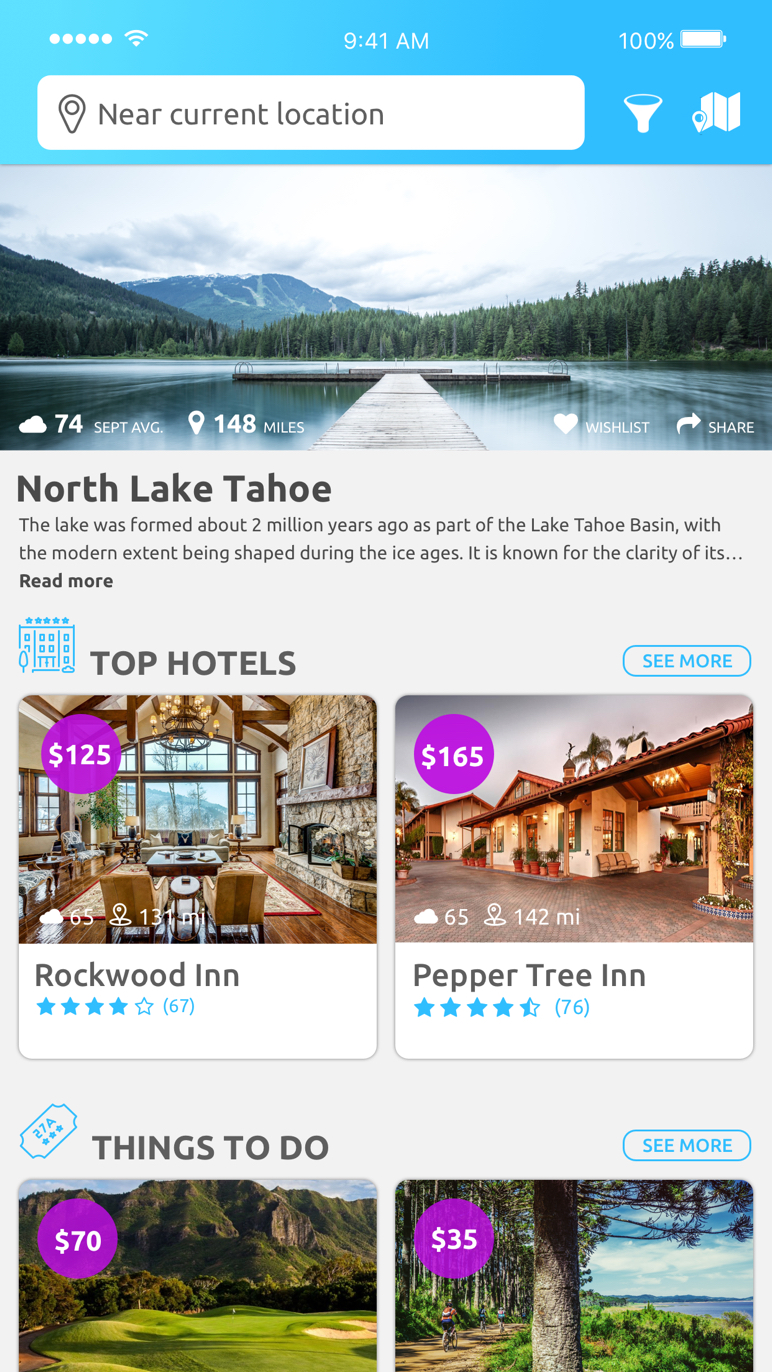 9:41 AM
100%
Near current location
74 SEPT AVG.
148 MILES
WISHLIST
SHARE
North Lake Tahoe
The lake was formed about 2 million years ago as part of the Lake Tahoe Basin, with
the modern extent being shaped during the ice ages. It is known for the clarity of its…
Read more
TOP HOTELS
SEE MORE
$125
65 131 mi
Rockwood Inn
(67)
$165
65 142 mi
Pepper Tree Inn
(76)
27A
THINGS TO DO
SEE MORE
$70
$35